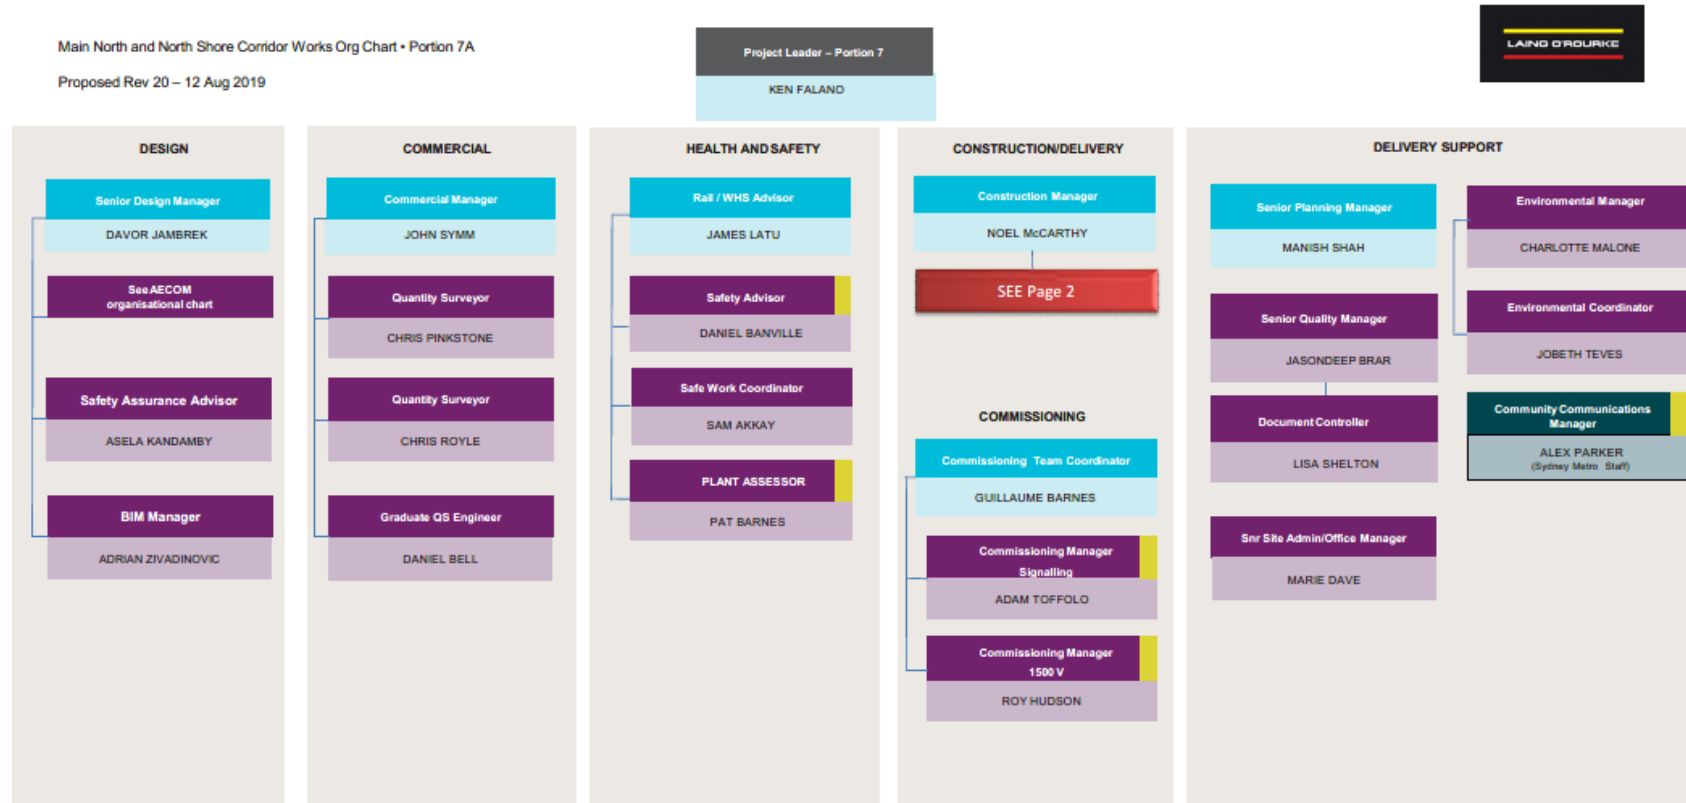 Main North and North Shore Corridor Works Org Chart • Portion 7A
Proposed Rev 20 – 12 Aug 2019
Project Leader – Portion 7
KEN FALANO
LAING O'ROURKE
DESIGN
Senior Design Manager
DAVOR JAMBREK
See AECOM
organisational chart
Safety Assurance Advisor
ASELA KANDAMBY
BIM Manager
ADRIAN ZIVADINOVIC
COMMERCIAL
Commercial Manager
JOHN SYMM
Quantity Surveyor
CHRIS PINKSTONE
Quantity Surveyor
CHRIS ROYLE
Graduate QS Engineer
DANIEL BELL
HEALTH AND SAFETY
Rail / WHS Advisor
JAMES LATU
Safety Advisor
DANIEL BANVILLE
Safe Work Coordinator
SAM AKKAY
PLANT ASSESSOR
PAT BARNES
CONSTRUCTION/DELIVERY
Construction Manager
NOEL McCARTHY
SEE Page 2
COMMISSIONING
Commissioning Team Coordinator
GUILLAUME BARNES
Commissioning Manager
Signalling
ADAM TOFFOLO
Commissioning Manager
1500 V
ROY HUDSON
DELIVERY SUPPORT
Senior Planning Manager
MANISH SHAH
Senior Quality Manager
JASONDEEP BRAR
Document Controller
LISA SHELTON
Snr Site Admin/Office Manager
MARIE DAVE
Environmental Manager
CHARLOTTE MALONE
Environmental Coordinator
JOBETH TEVES
Community Communications
Manager
ALEX PARKER
(Sydney Metro Staff)